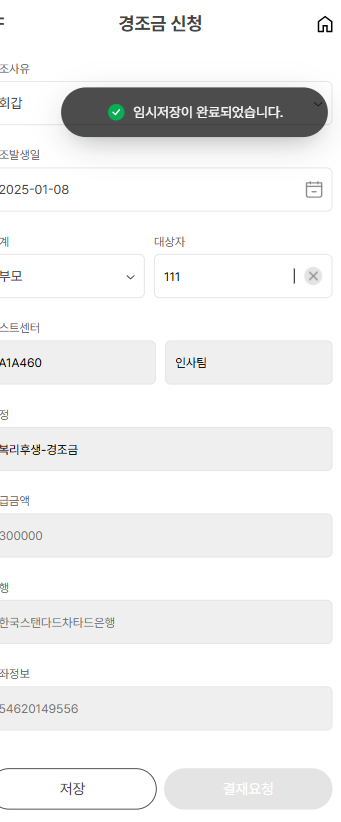 경조금 신청
조사유
회갑
임시저장이 완료되었습니다.
조발생일
2025-01-08
계
대상자
부모
111
스트센터
A1A460
인사팀
정
복리후생-경조금
급금액
300000
행
한국스탠다드차타드은행
좌정보
54620149556
저장
결재요청